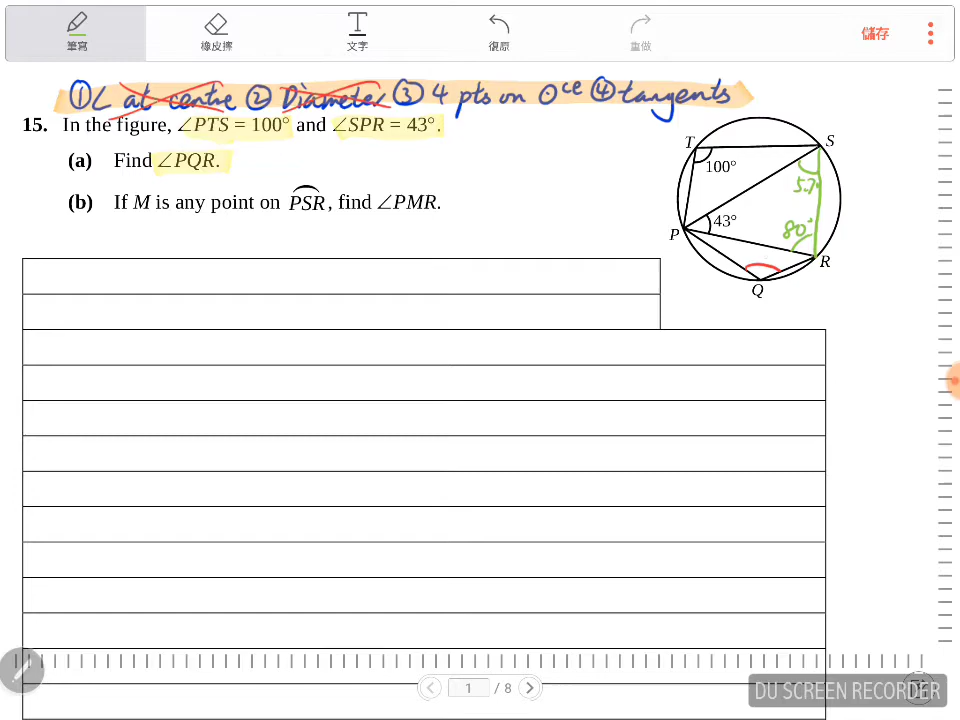 筆寫 橡皮擦 文字 復原 重做 儲存
①∠ at centre ② Diameter ③ 4 pts on ⊙ce ④ tangents
15. In the figure, ∠PTS = 100° and ∠SPR = 43°.
(a) Find ∠PQR.
(b) If M is any point on PSR, find ∠PMR.
T
S
100°
57°
43°
80°
P
R
Q
1 / 8
DU SCREEN RECORDER